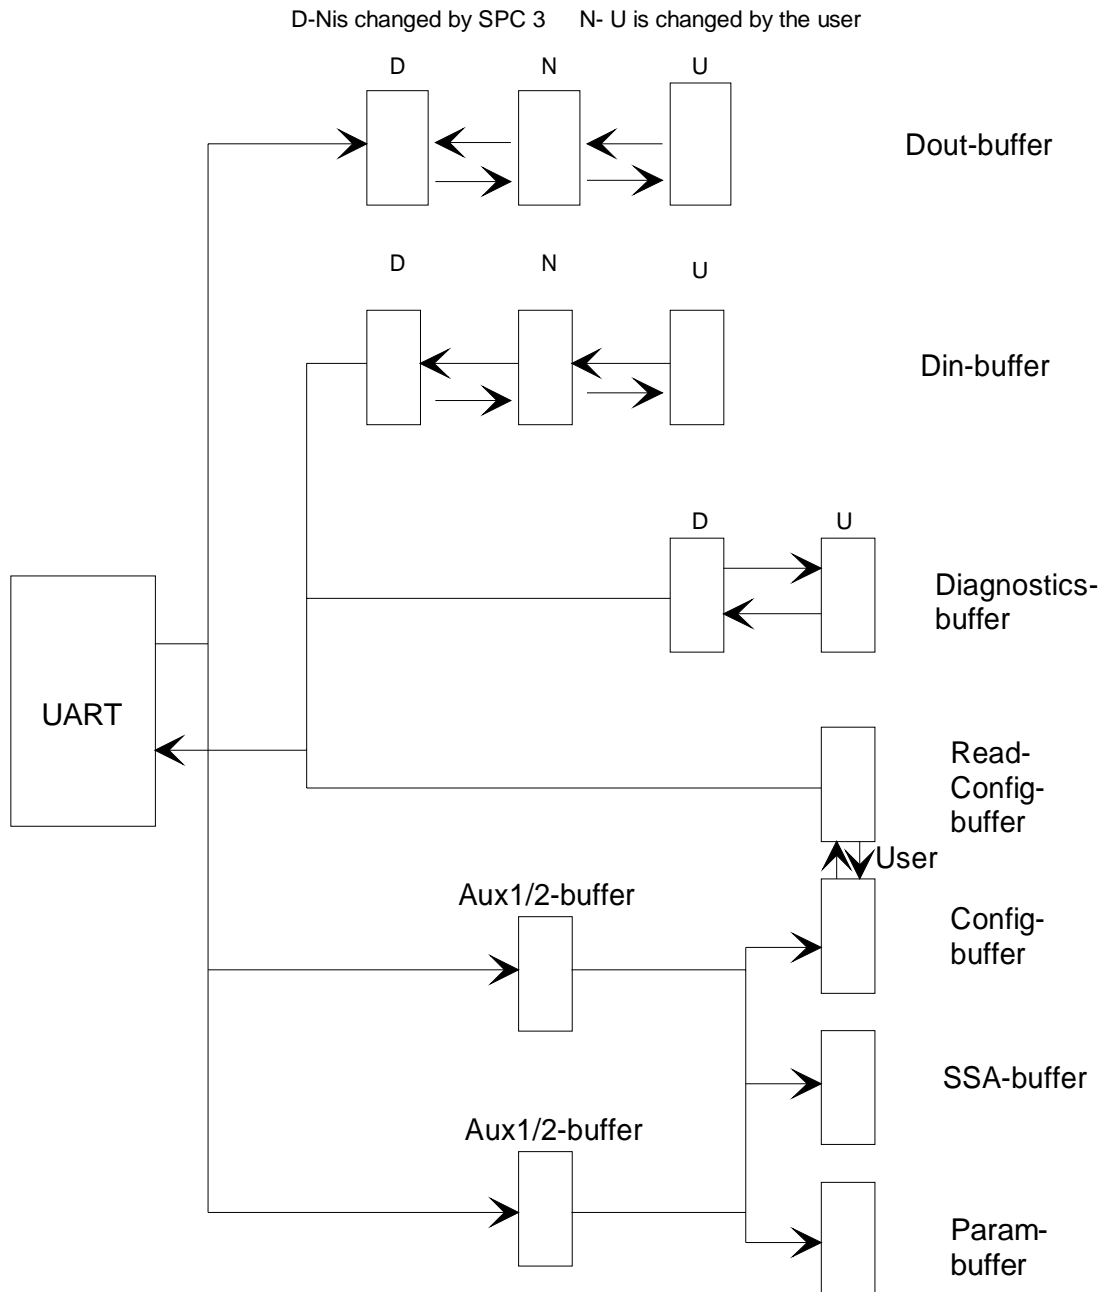 D-Nis changed by SPC 3 N- U is changed by the user
D N U
Dout-buffer
D N U
Din-buffer
D U
Diagnostics-
buffer
UART
Read-
Config-
buffer
User
Aux1/2-buffer
Config-
buffer
SSA-buffer
Aux1/2-buffer
Param-
buffer